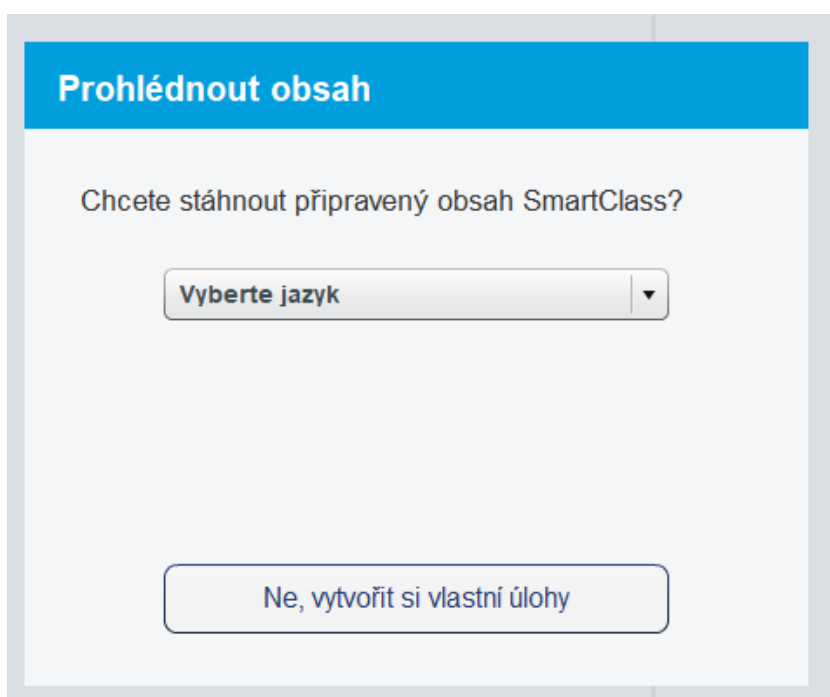 Prohlédnout obsah
Chcete stáhnout připravený obsah SmartClass?
Vyberte jazyk
Ne, vytvořit si vlastní úlohy